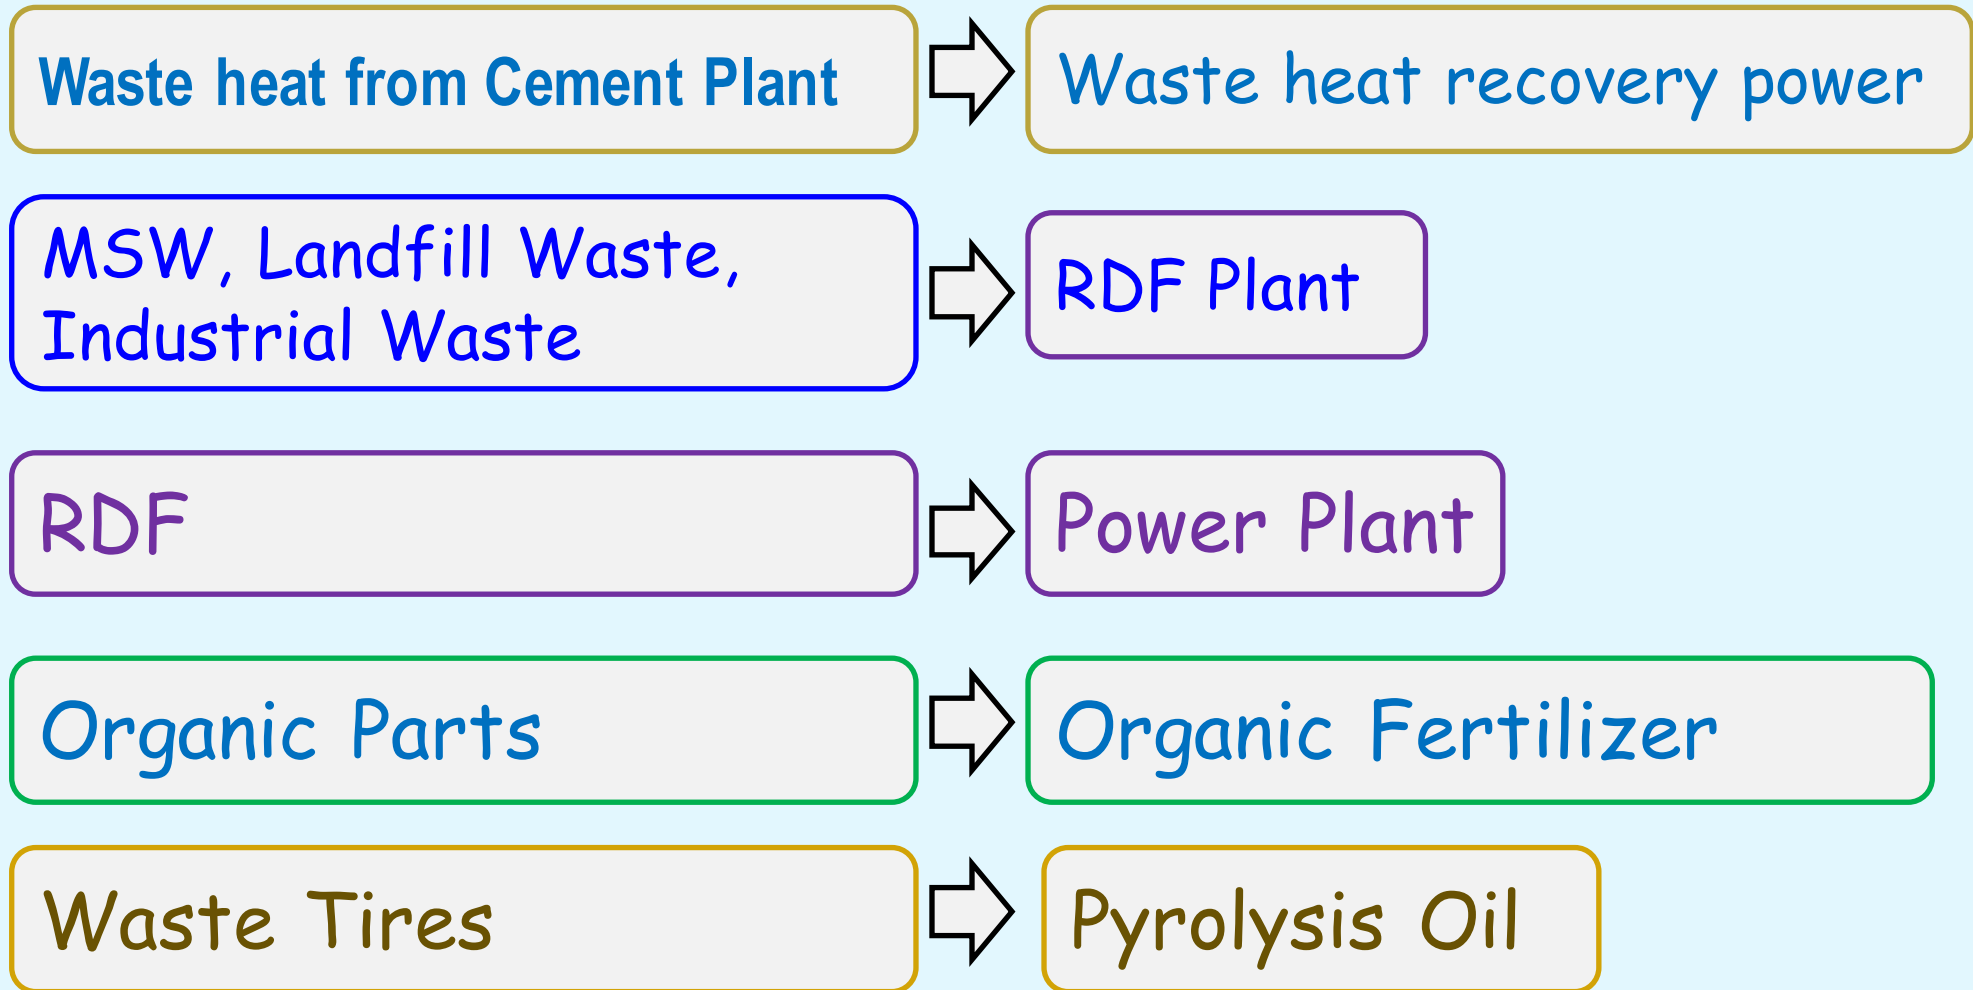 Waste heat from Cement Plant
Waste heat recovery power
MSW, Landfill Waste,
Industrial Waste
RDF Plant
RDF
Power Plant
Organic Parts
Organic Fertilizer
Waste Tires
Pyrolysis Oil